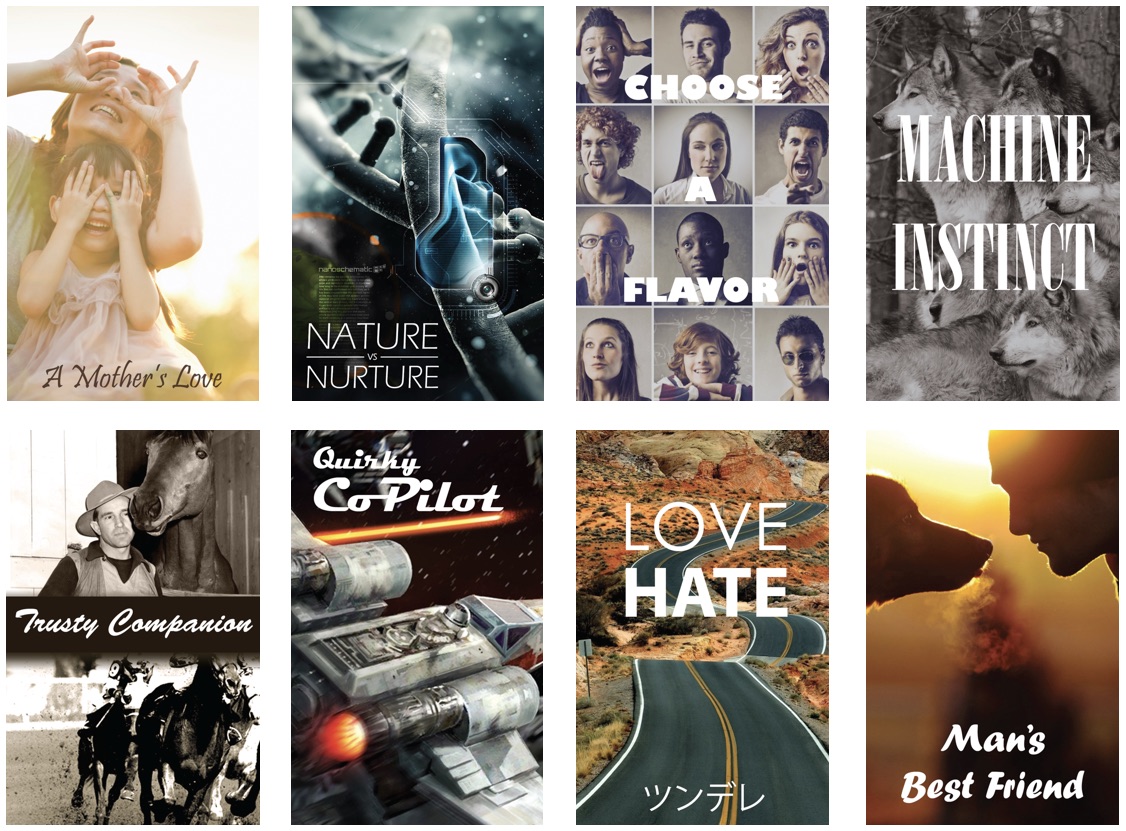 A Mother's Love
nanoschematic
NATURE
VS
NURTURE
CHOOSE
A
FLAVOR
MACHINE
INSTINCT
Trusty Companion
Quirky
CoPilot
LOVE
HATE
ツンデレ
Man's
Best Friend